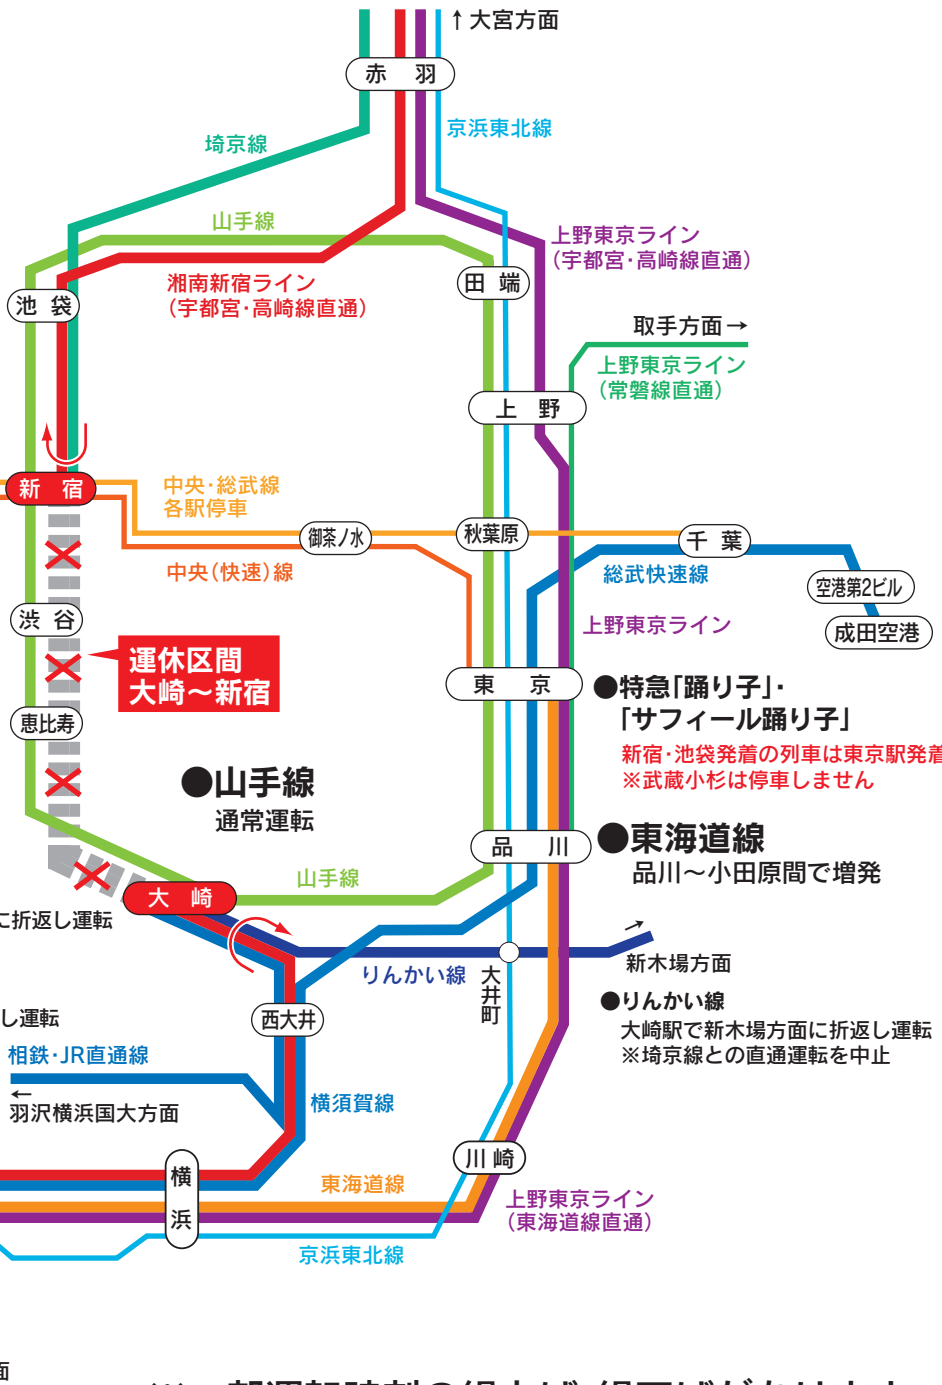 ↑大宮方面
赤 羽
京浜東北線
埼京線
山手線
上野東京ライン
(宇都宮・高崎線直通)
湘南新宿ライン
(宇都宮・高崎線直通)
田 端
池 袋
取手方面→
上野東京ライン
(常磐線直通)
上 野
新 宿
中央・総武線
各駅停車
御茶ノ水
秋葉原
千 葉
中央(快速)線
総武快速線
空港第2ビル
成田空港
渋 谷
上野東京ライン
運休区間
大崎～新宿
東 京
●特急「踊り子」・
「サフィール踊り子」
新宿・池袋発着の列車は東京駅発着
※武蔵小杉は停車しません
恵比寿
●山手線
通常運転
品 川
●東海道線
品川～小田原間で増発
山手線
大 崎
に折返し運転
りんかい線
大井町
→
新木場方面
●りんかい線
大崎駅で新木場方面に折返し運転
※埼京線との直通運転を中止
西大井
し運転
相鉄・JR直通線
←
羽沢横浜国大方面
横須賀線
川崎
横浜
東海道線
上野東京ライン
(東海道線直通)
京浜東北線
面